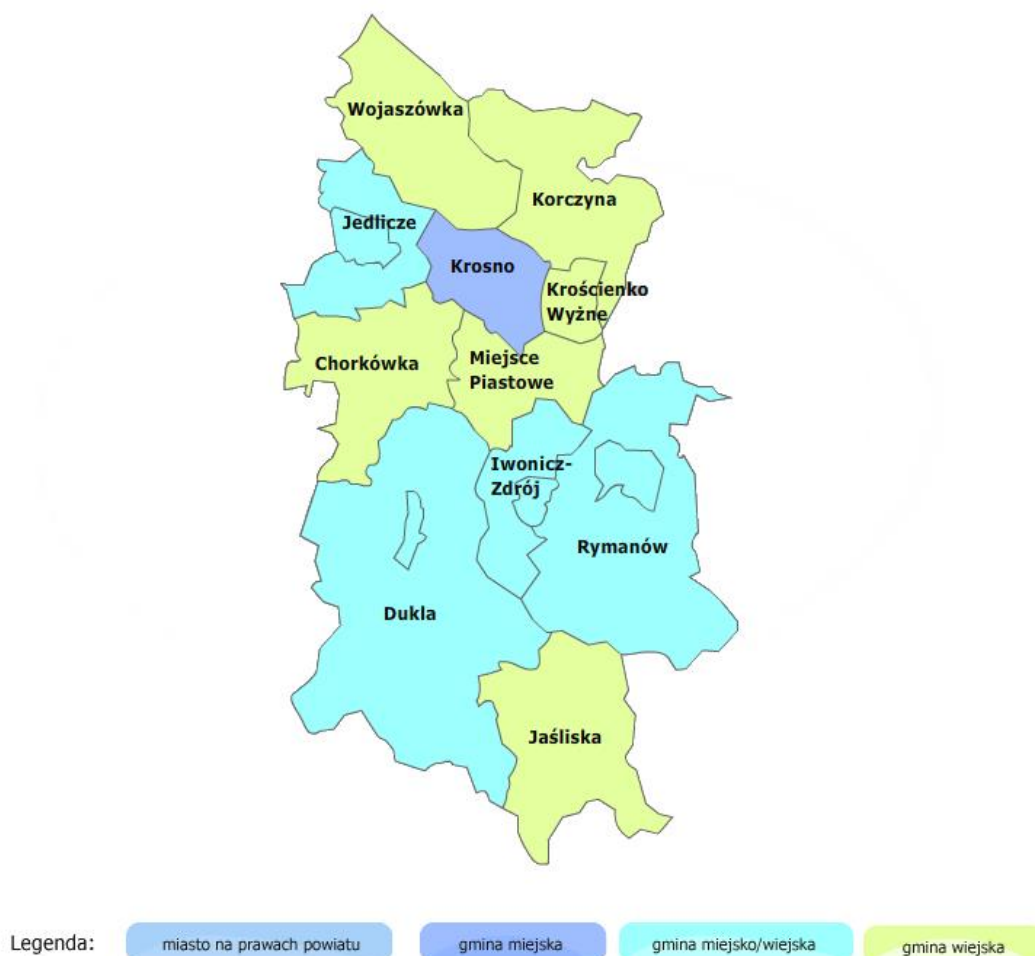 Wojaszówka
Korczyna
Jedlicze
Krosno
Krościenko
Wyżne
Chorkówka
Miejsce
Piastowe
Iwonicz-
Zdrój
Rymanów
Dukla
Jaśliska
Legenda:
miasto na prawach powiatu
gmina miejska
gmina miejsko/wiejska
gmina wiejska